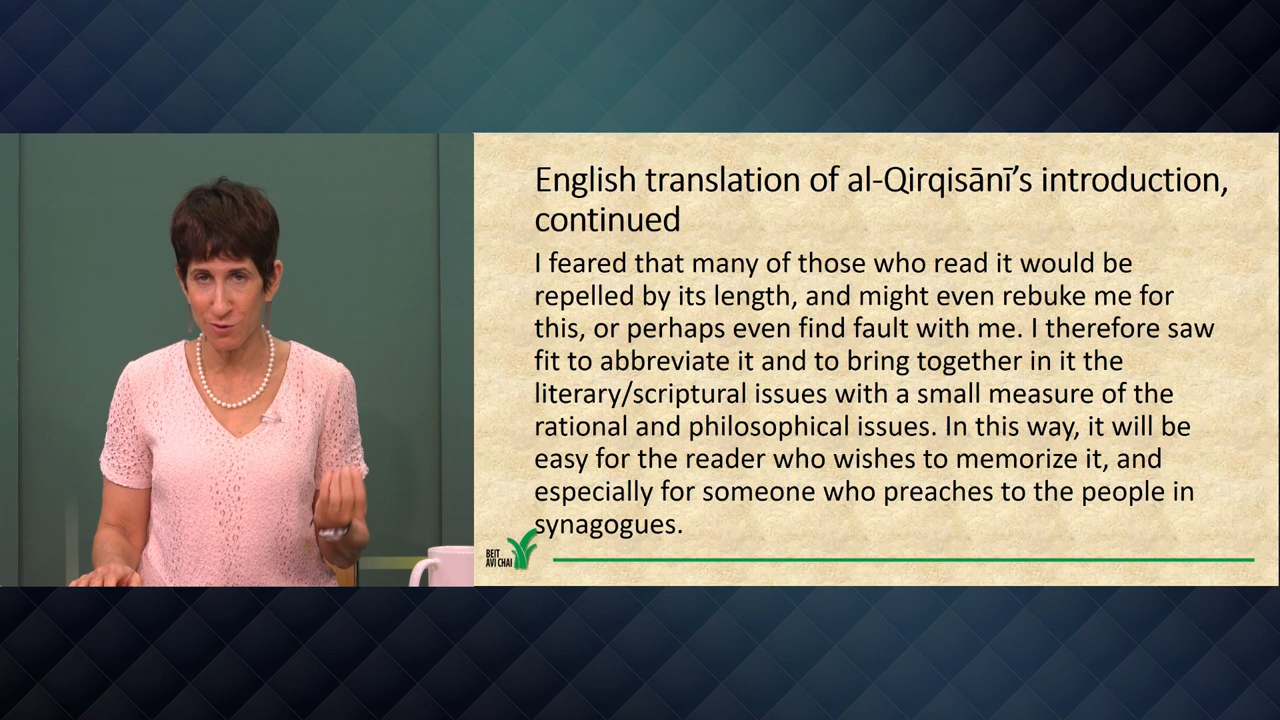 English translation of al-Qirqisānī’s introduction,
continued
I feared that many of those who read it would be
repelled by its length, and might even rebuke me for
this, or perhaps even find fault with me. I therefore saw
fit to abbreviate it and to bring together in it the
literary/scriptural issues with a small measure of the
rational and philosophical issues. In this way, it will be
easy for the reader who wishes to memorize it, and
especially for someone who preaches to the people in
synagogues.
BEIT
AVI CHAI